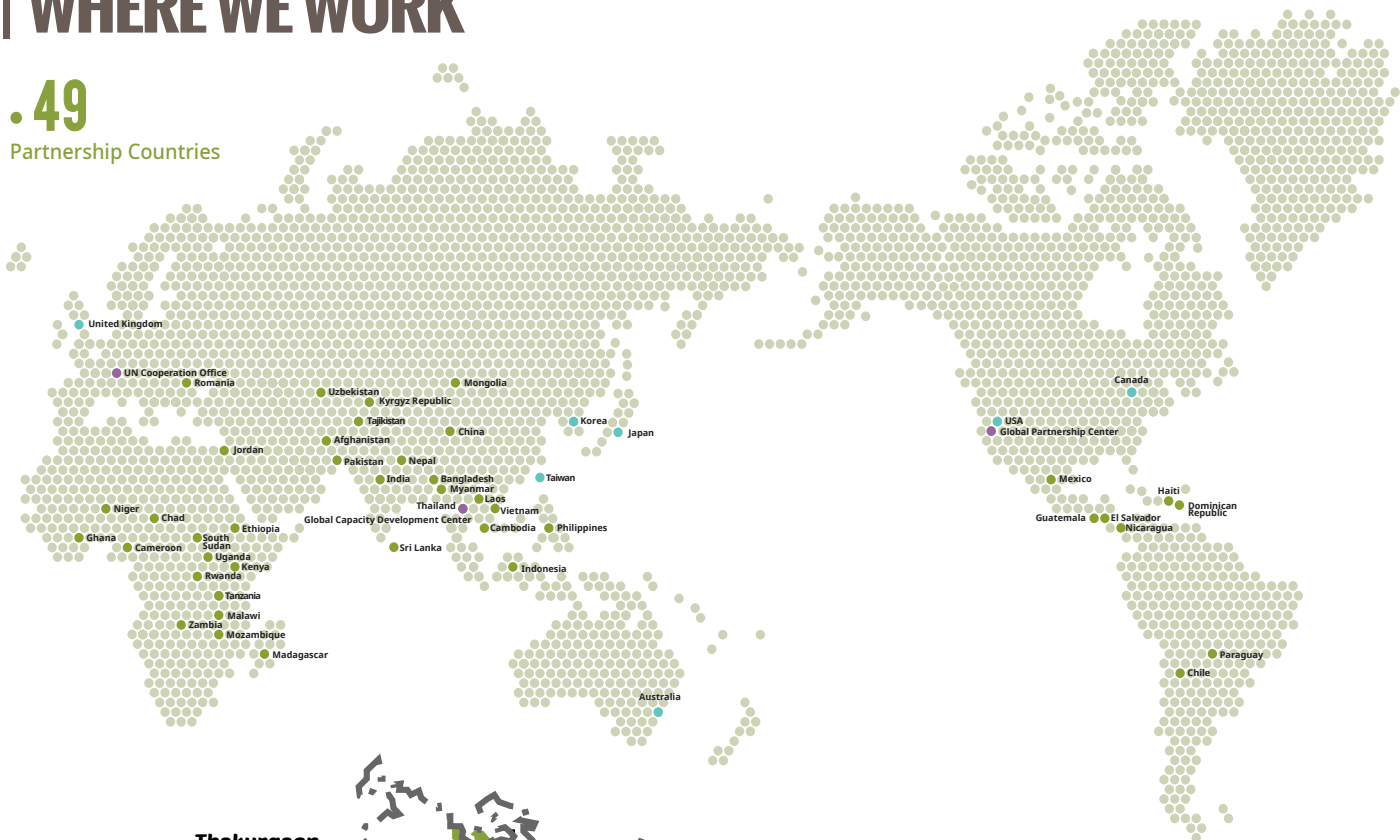 WHERE WE WORK
. 49
Partnership Countries
United Kingdom
UN Cooperation Office
Romania
Uzbekistan
Mongolia
Kyrgyz Republic
Tajikistan
Korea
China
Japan
Afghanistan
Jordan
Pakistan
Nepal
India
Bangladesh
Taiwan
Myanmar
Laos
Thailand
Vietnam
Global Capacity Development Center
Cambodia
Philippines
Niger
Chad
Ethiopia
Ghana
South
Sudan
Cameroon
Sri Lanka
Uganda
Kenya
Indonesia
Rwanda
Tanzania
Malawi
Zambia
Mozambique
Madagascar
Australia
Canada
USA
Global Partnership Center
Mexico
Haiti
Dominican
Republic
Guatemala
El Salvador
Nicaragua
Paraguay
Chile
Thakurgaon